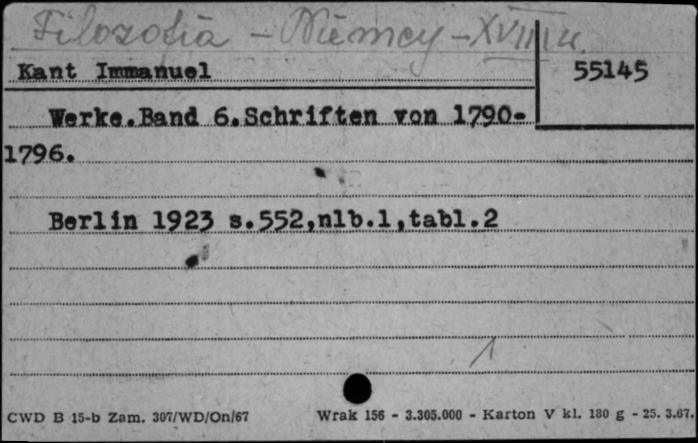 Filozofia - Niemcy - XVIII w.
Kant Immanuel
55145
Werke.Band 6.Schriften von 1790-
1796.
Berlin 1923 s.552,nlb.1,tabl.2
1
CWD B 15-b Zam. 307/WD/On/67
Wrak 156 - 3.305.000 - Karton V kl. 180 g - 25. 3.67.